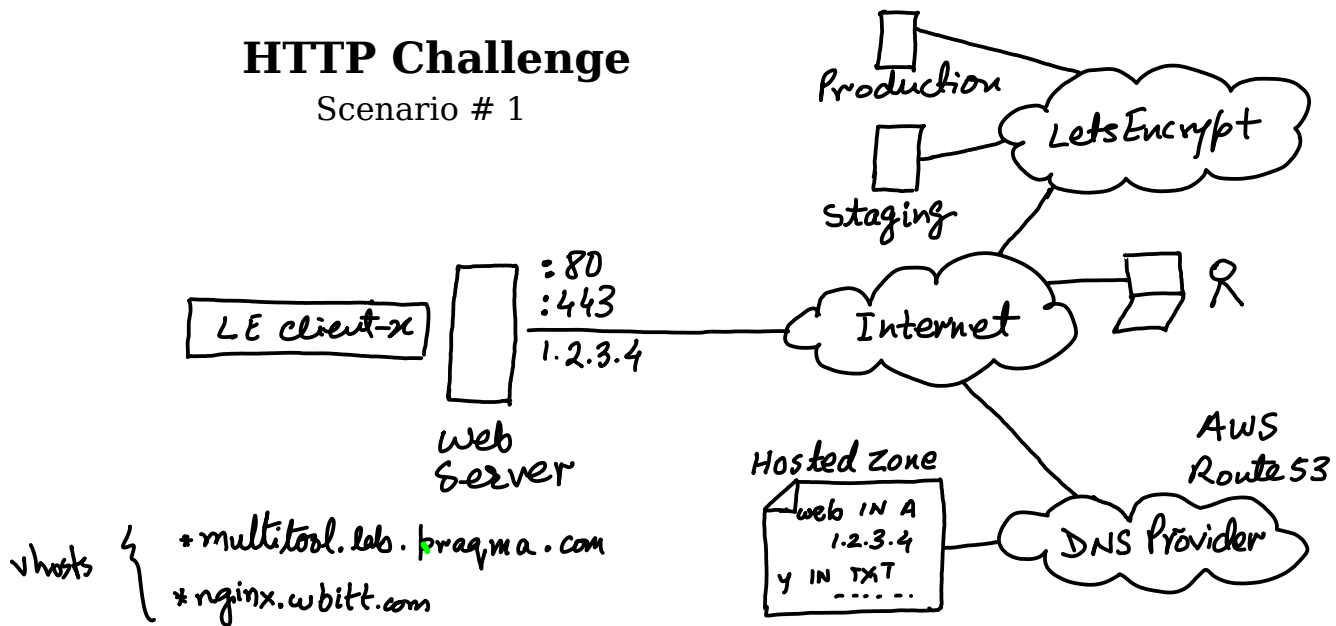 HTTP Challenge
Scenario # 1
Production
LetsEncrypt
Staging
:80
:443
1.2.3.4
LE client-x
Web
Server
Internet
AWS
Route 53
Hosted Zone
web IN A
1.2.3.4
y IN TXT
-----
DNS Provider
vhosts {
*multitool.lab.praqma.com
*nginx.wbitt.com